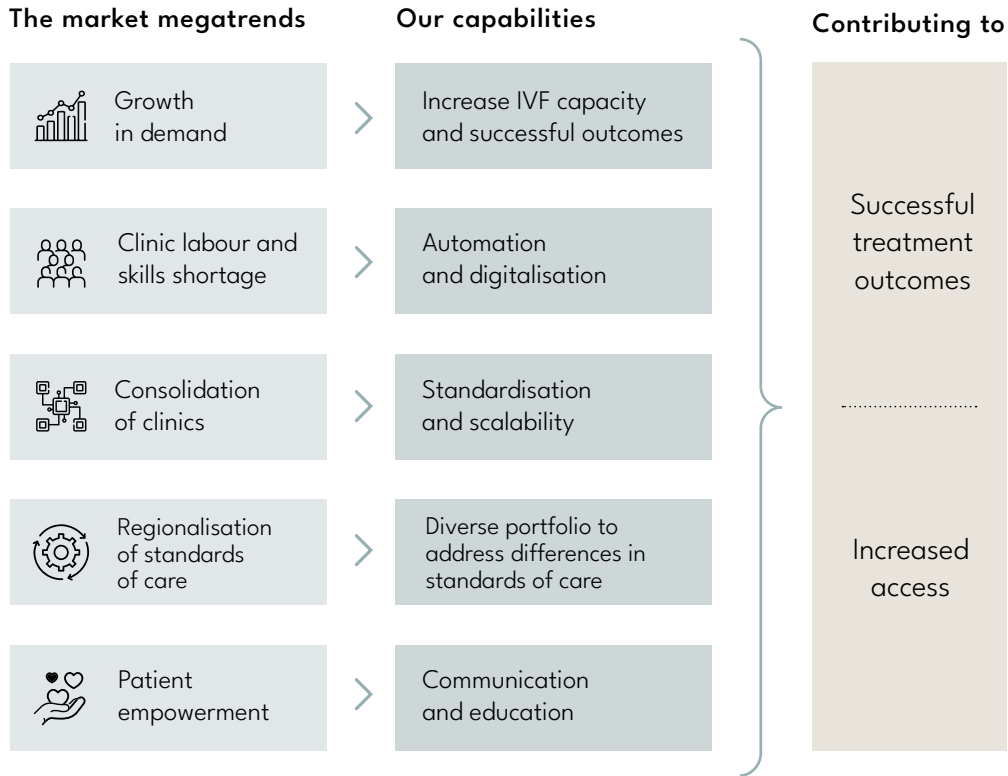 The market megatrends
Our capabilities
Contributing to
Growth
in demand
Increase IVF capacity
and successful outcomes
Clinic labour and
skills shortage
Automation
and digitalisation
Consolidation
of clinics
Standardisation
and scalability
Regionalisation
of standards
of care
Diverse portfolio to
address differences in
standards of care
Patient
empowerment
Communication
and education
Successful
treatment
outcomes
Increased
access